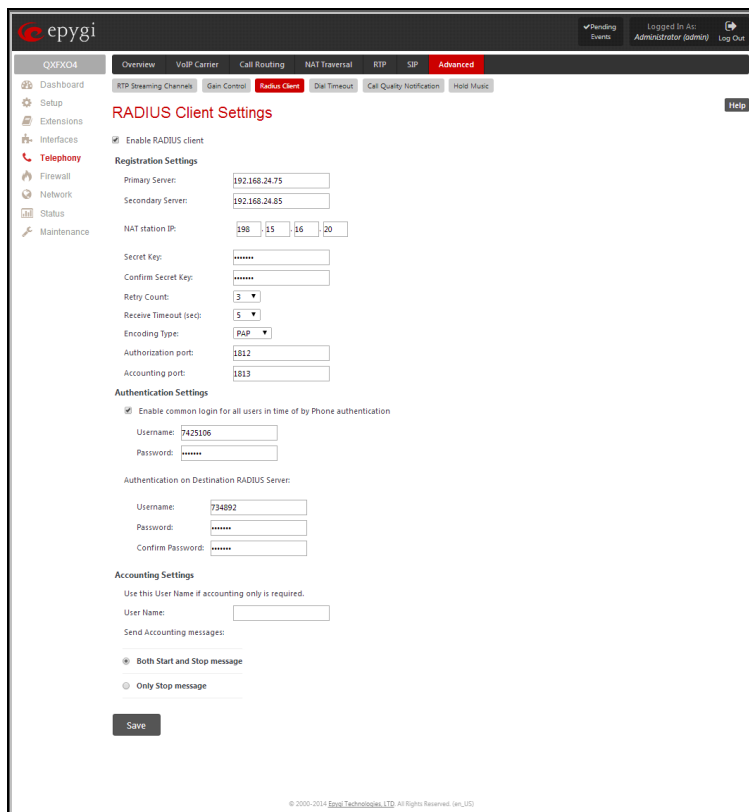 epygi
✔Pending Events
Logged In As:
Administrator (admin)
Log Out
QXFXO4
Overview VoIP Carrier Call Routing NAT Traversal RTP SIP Advanced
Dashboard
Setup
Extensions
Interfaces
Telephony
Firewall
Network
Status
Maintenance
RTP Streaming Channels Gain Control Radius Client Dial Timeout Call Quality Notification Hold Music
Help
RADIUS Client Settings
Enable RADIUS client
Registration Settings
Primary Server: 192.168.24.75
Secondary Server: 192.168.24.85
NAT station IP: 198 . 15 . 16 . 20
Secret Key: •••••••
Confirm Secret Key: •••••••
Retry Count: 3
Receive Timeout (sec): 5
Encoding Type: PAP
Authorization port: 1812
Accounting port: 1813
Authentication Settings
Enable common login for all users in time of by Phone authentication
Username: 7425106
Password: •••••••
Authentication on Destination RADIUS Server:
Username: 734892
Password: •••••••
Confirm Password: •••••••
Accounting Settings
Use this User Name if accounting only is required.
User Name:
Send Accounting messages:
Both Start and Stop message
Only Stop message
Save
© 2000-2014 Epygi Technologies, LTD. All Rights Reserved. (en_US)